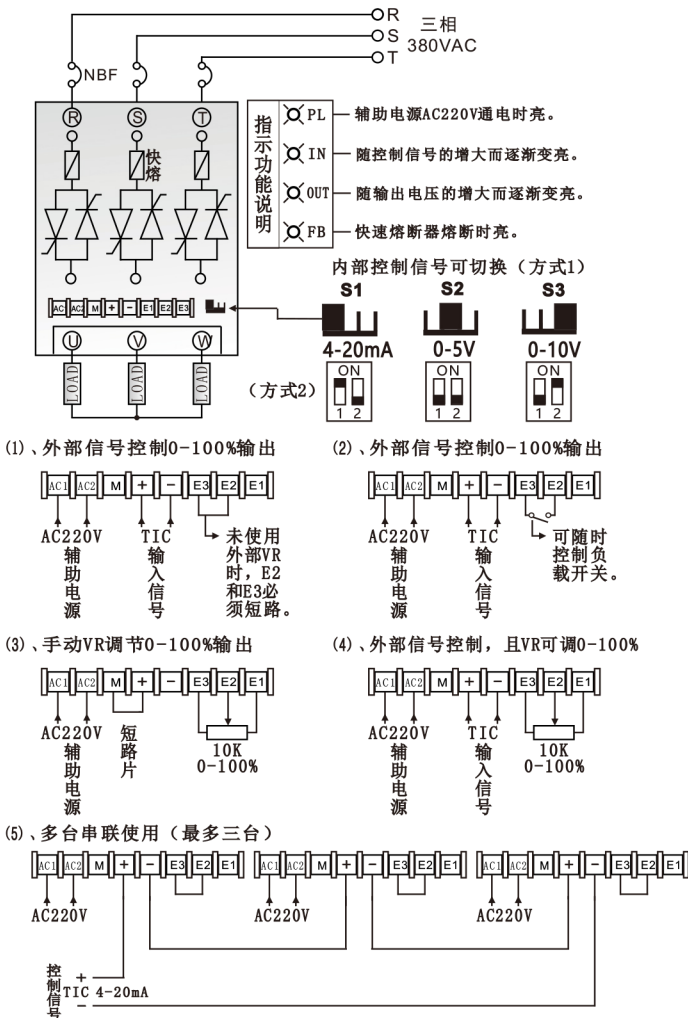 R
S
T
三相
380VAC
NBF
R S T
快熔
指示功能说明
PL 辅助电源AC220V通电时亮。
IN 随控制信号的增大而逐渐变亮。
OUT 随输出电压的增大而逐渐变亮。
FB 快速熔断器熔断时亮。
AC1 AC2 M + - E1 E2 E3
U V W
LOAD LOAD LOAD
内部控制信号可切换（方式1）
S1 S2 S3
4-20mA 0-5V 0-10V
（方式2）
ON ON ON
1 2 1 2 1 2
(1)、外部信号控制0-100%输出
AC1 AC2 M + - E3 E2 E1
AC220V
辅助电源
TIC
输入信号
未使用
外部VR
时，E2
和E3必
须短路。
(2)、外部信号控制0-100%输出
AC1 AC2 M + - E3 E2 E1
AC220V
辅助电源
TIC
输入信号
可随时
控制负
载开关。
(3)、手动VR调节0-100%输出
AC1 AC2 M + - E3 E2 E1
AC220V
辅助电源
短路片
10K
0-100%
(4)、外部信号控制，且VR可调0-100%
AC1 AC2 M + - E3 E2 E1
AC220V
辅助电源
TIC
输入信号
10K
0-100%
(5)、多台串联使用（最多三台）
AC1 AC2 M + - E3 E2 E1
AC1 AC2 M + - E3 E2 E1
AC1 AC2 M + - E3 E2 E1
AC220V AC220V AC220V
控制信号
+
TIC 4-20mA
-